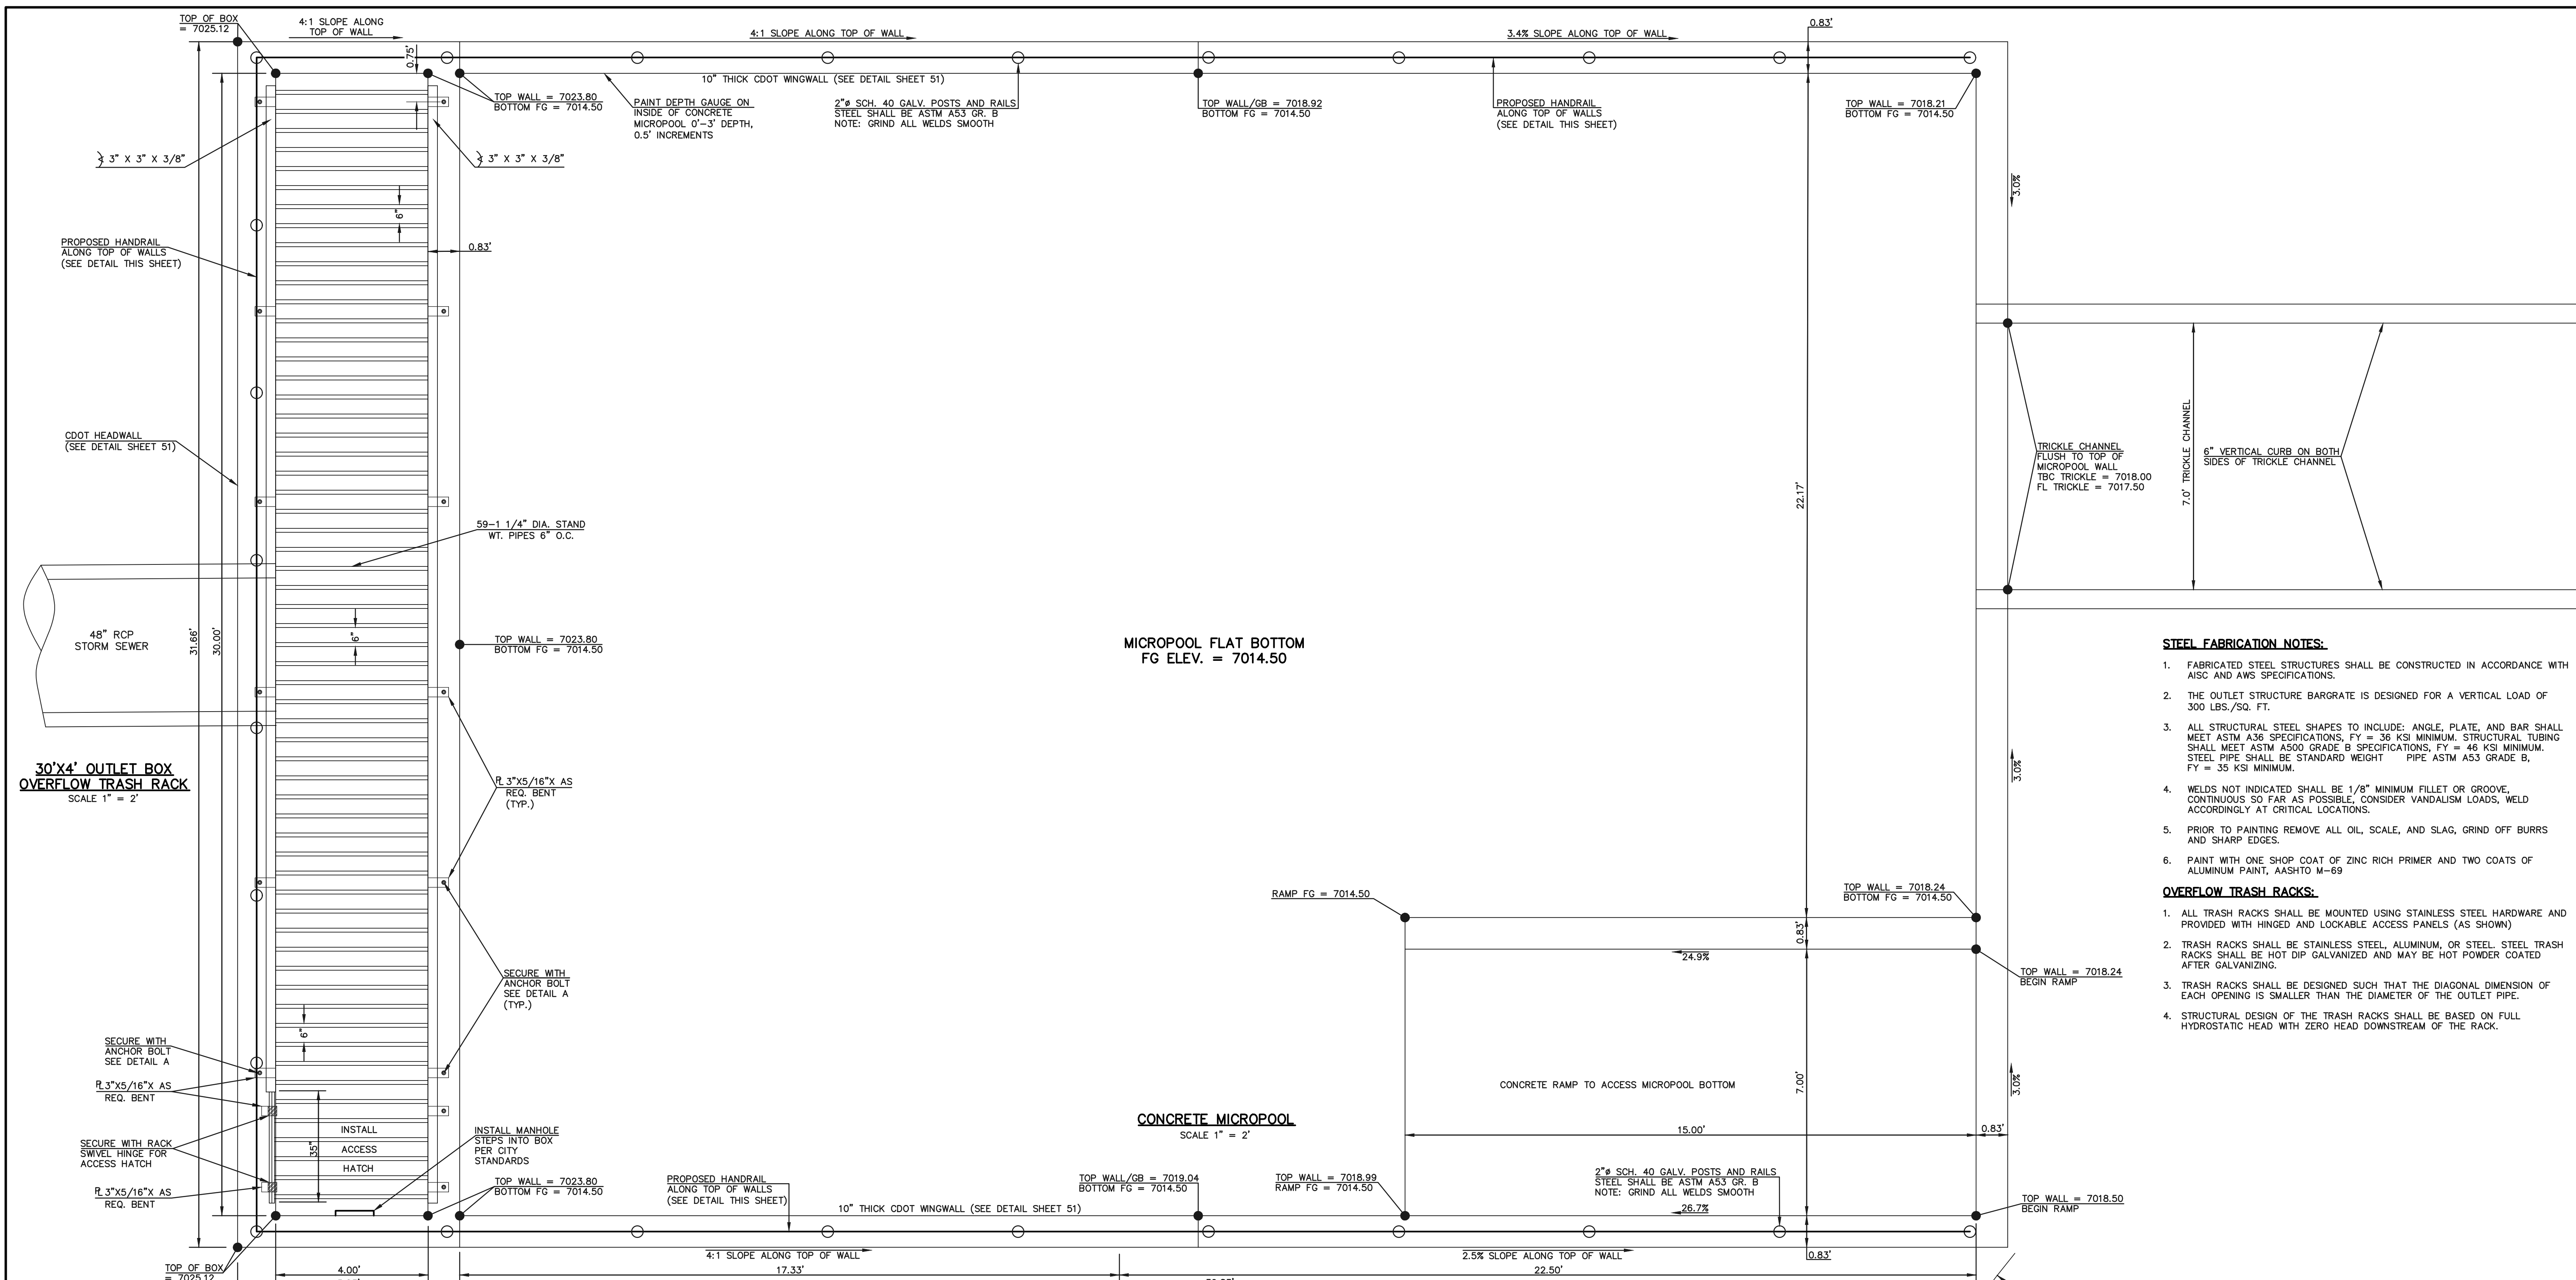 TOP OF BOX
= 7025.12
4:1 SLOPE ALONG
TOP OF WALL
4:1 SLOPE ALONG TOP OF WALL
3.4% SLOPE ALONG TOP OF WALL
0.83'
0.75'
10" THICK CDOT WINGWALL (SEE DETAIL SHEET 51)
TOP WALL = 7023.80
BOTTOM FG = 7014.50
PAINT DEPTH GAUGE ON
INSIDE OF CONCRETE
MICROPOOL 0'-3' DEPTH,
0.5' INCREMENTS
2"ø SCH. 40 GALV. POSTS AND RAILS
STEEL SHALL BE ASTM A53 GR. B
NOTE: GRIND ALL WELDS SMOOTH
TOP WALL/GB = 7018.92
BOTTOM FG = 7014.50
PROPOSED HANDRAIL
ALONG TOP OF WALLS
(SEE DETAIL THIS SHEET)
TOP WALL = 7018.21
BOTTOM FG = 7014.50
3" X 3" X 3/8"
3" X 3" X 3/8"
3.0%
6"
PROPOSED HANDRAIL
ALONG TOP OF WALLS
(SEE DETAIL THIS SHEET)
0.83'
CDOT HEADWALL
(SEE DETAIL SHEET 51)
22.17'
TRICKLE CHANNEL
FLUSH TO TOP OF
MICROPOOL WALL
TBC TRICKLE = 7018.00
FL TRICKLE = 7017.50
7.0' TRICKLE CHANNEL
6" VERTICAL CURB ON BOTH
SIDES OF TRICKLE CHANNEL
59-1 1/4" DIA. STAND
WT. PIPES 6" O.C.
48" RCP
STORM SEWER
31.66'
30.00'
6"
TOP WALL = 7023.80
BOTTOM FG = 7014.50
MICROPOOL FLAT BOTTOM
FG ELEV. = 7014.50
30'X4' OUTLET BOX
OVERFLOW TRASH RACK
SCALE 1" = 2'
℄ 3"X5/16"X AS
REQ. BENT
(TYP.)
3.0%
STEEL FABRICATION NOTES:
1. FABRICATED STEEL STRUCTURES SHALL BE CONSTRUCTED IN ACCORDANCE WITH
AISC AND AWS SPECIFICATIONS.
2. THE OUTLET STRUCTURE BARGRATE IS DESIGNED FOR A VERTICAL LOAD OF
300 LBS./SQ. FT.
3. ALL STRUCTURAL STEEL SHAPES TO INCLUDE: ANGLE, PLATE, AND BAR SHALL
MEET ASTM A36 SPECIFICATIONS, FY = 36 KSI MINIMUM. STRUCTURAL TUBING
SHALL MEET ASTM A500 GRADE B SPECIFICATIONS, FY = 46 KSI MINIMUM.
STEEL PIPE SHALL BE STANDARD WEIGHT PIPE ASTM A53 GRADE B,
FY = 35 KSI MINIMUM.
4. WELDS NOT INDICATED SHALL BE 1/8" MINIMUM FILLET OR GROOVE,
CONTINUOUS SO FAR AS POSSIBLE, CONSIDER VANDALISM LOADS, WELD
ACCORDINGLY AT CRITICAL LOCATIONS.
5. PRIOR TO PAINTING REMOVE ALL OIL, SCALE, AND SLAG, GRIND OFF BURRS
AND SHARP EDGES.
6. PAINT WITH ONE SHOP COAT OF ZINC RICH PRIMER AND TWO COATS OF
ALUMINUM PAINT, AASHTO M-69
OVERFLOW TRASH RACKS:
1. ALL TRASH RACKS SHALL BE MOUNTED USING STAINLESS STEEL HARDWARE AND
PROVIDED WITH HINGED AND LOCKABLE ACCESS PANELS (AS SHOWN)
2. TRASH RACKS SHALL BE STAINLESS STEEL, ALUMINUM, OR STEEL. STEEL TRASH
RACKS SHALL BE HOT DIP GALVANIZED AND MAY BE HOT POWDER COATED
AFTER GALVANIZING.
3. TRASH RACKS SHALL BE DESIGNED SUCH THAT THE DIAGONAL DIMENSION OF
EACH OPENING IS SMALLER THAN THE DIAMETER OF THE OUTLET PIPE.
4. STRUCTURAL DESIGN OF THE TRASH RACKS SHALL BE BASED ON FULL
HYDROSTATIC HEAD WITH ZERO HEAD DOWNSTREAM OF THE RACK.
RAMP FG = 7014.50
TOP WALL = 7018.24
BOTTOM FG = 7014.50
0.83'
24.9%
TOP WALL = 7018.24
BEGIN RAMP
SECURE WITH
ANCHOR BOLT
SEE DETAIL A
(TYP.)
6"
SECURE WITH
ANCHOR BOLT
SEE DETAIL A
℄ 3"X5/16"X AS
REQ. BENT
SECURE WITH RACK
SWIVEL HINGE FOR
ACCESS HATCH
℄ 3"X5/16"X AS
REQ. BENT
35"
INSTALL
ACCESS
HATCH
INSTALL MANHOLE
STEPS INTO BOX
PER CITY
STANDARDS
CONCRETE RAMP TO ACCESS MICROPOOL BOTTOM
7.00'
3.0%
CONCRETE MICROPOOL
SCALE 1" = 2'
15.00'
0.83'
TOP WALL = 7023.80
BOTTOM FG = 7014.50
PROPOSED HANDRAIL
ALONG TOP OF WALLS
(SEE DETAIL THIS SHEET)
TOP WALL/GB = 7019.04
BOTTOM FG = 7014.50
TOP WALL = 7018.99
RAMP FG = 7014.50
2"ø SCH. 40 GALV. POSTS AND RAILS
STEEL SHALL BE ASTM A53 GR. B
NOTE: GRIND ALL WELDS SMOOTH
TOP WALL = 7018.50
BEGIN RAMP
10" THICK CDOT WINGWALL (SEE DETAIL SHEET 51)
26.7%
4:1 SLOPE ALONG TOP OF WALL
2.5% SLOPE ALONG TOP OF WALL
0.83'
TOP OF BOX
= 7025.12
4.00'
17.33'
22.50'